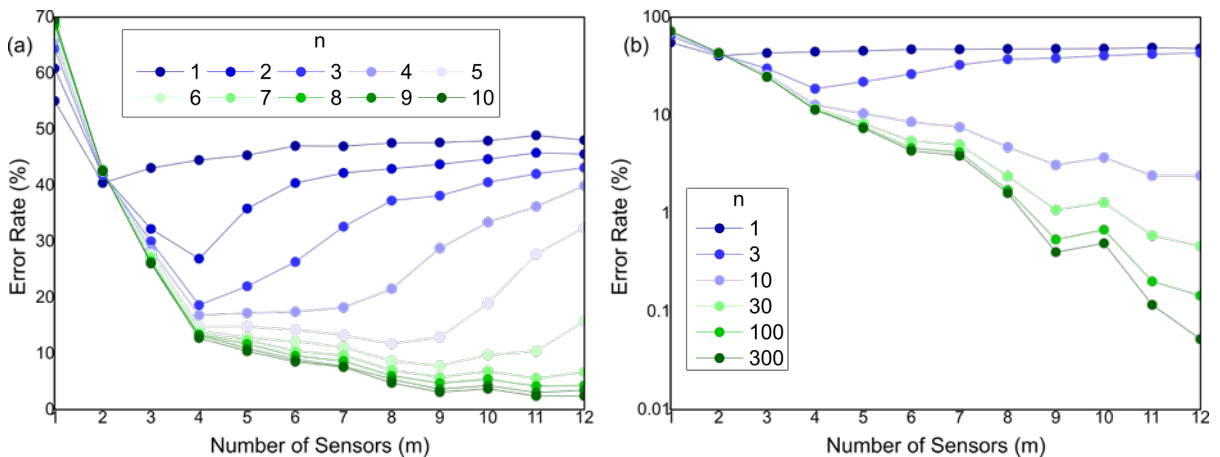 (a)
n
1 2 3 4 5
6 7 8 9 10
70
60
50
40
30
20
10
0
1 2 3 4 5 6 7 8 9 10 11 12
Error Rate (%)
Number of Sensors (m)
(b)
100
10
1
0.1
0.01
n
1
3
10
30
100
300
1 2 3 4 5 6 7 8 9 10 11 12
Error Rate (%)
Number of Sensors (m)